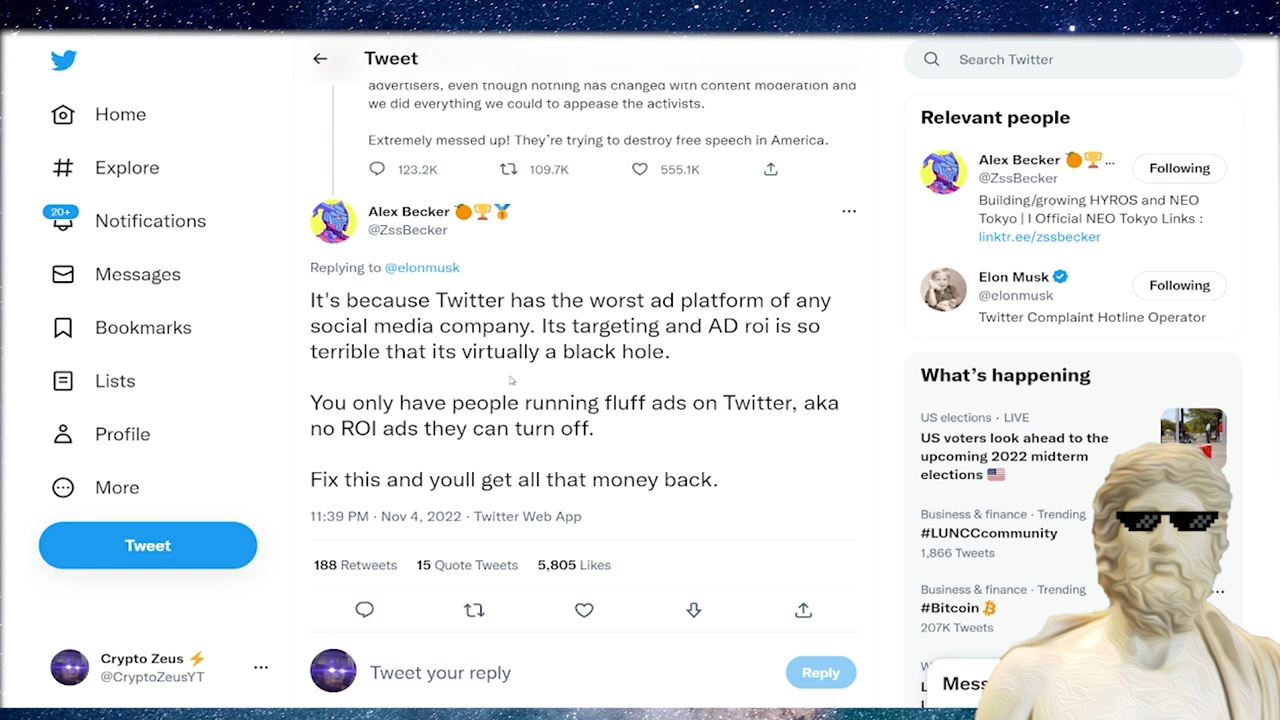 Home
Explore
20+
Notifications
Messages
Bookmarks
Lists
Profile
More
Tweet
Crypto Zeus ⚡
@CryptoZeusYT
Tweet
advertisers, even though nothing has changed with content moderation and
we did everything we could to appease the activists.
Extremely messed up! They're trying to destroy free speech in America.
123.2K
109.7K
555.1K
Alex Becker 🍊🏆🏅
@ZssBecker
Replying to @elonmusk
It's because Twitter has the worst ad platform of any
social media company. Its targeting and AD roi is so
terrible that its virtually a black hole.
You only have people running fluff ads on Twitter, aka
no ROI ads they can turn off.
Fix this and youll get all that money back.
11:39 PM · Nov 4, 2022 · Twitter Web App
188 Retweets 15 Quote Tweets 5,805 Likes
Tweet your reply
Reply
Search Twitter
Relevant people
Alex Becker 🍊🏆...
@ZssBecker
Following
Building/growing HYROS and NEO
Tokyo | I Official NEO Tokyo Links :
linktr.ee/zssbecker
Elon Musk
@elonmusk
Following
Twitter Complaint Hotline Operator
What's happening
US elections · LIVE
US voters look ahead to the
upcoming 2022 midterm
elections 🇺🇸
Business & finance · Trending
#LUNCCommunity
1,866 Tweets
Business & finance · Trending
#Bitcoin
207K Tweets